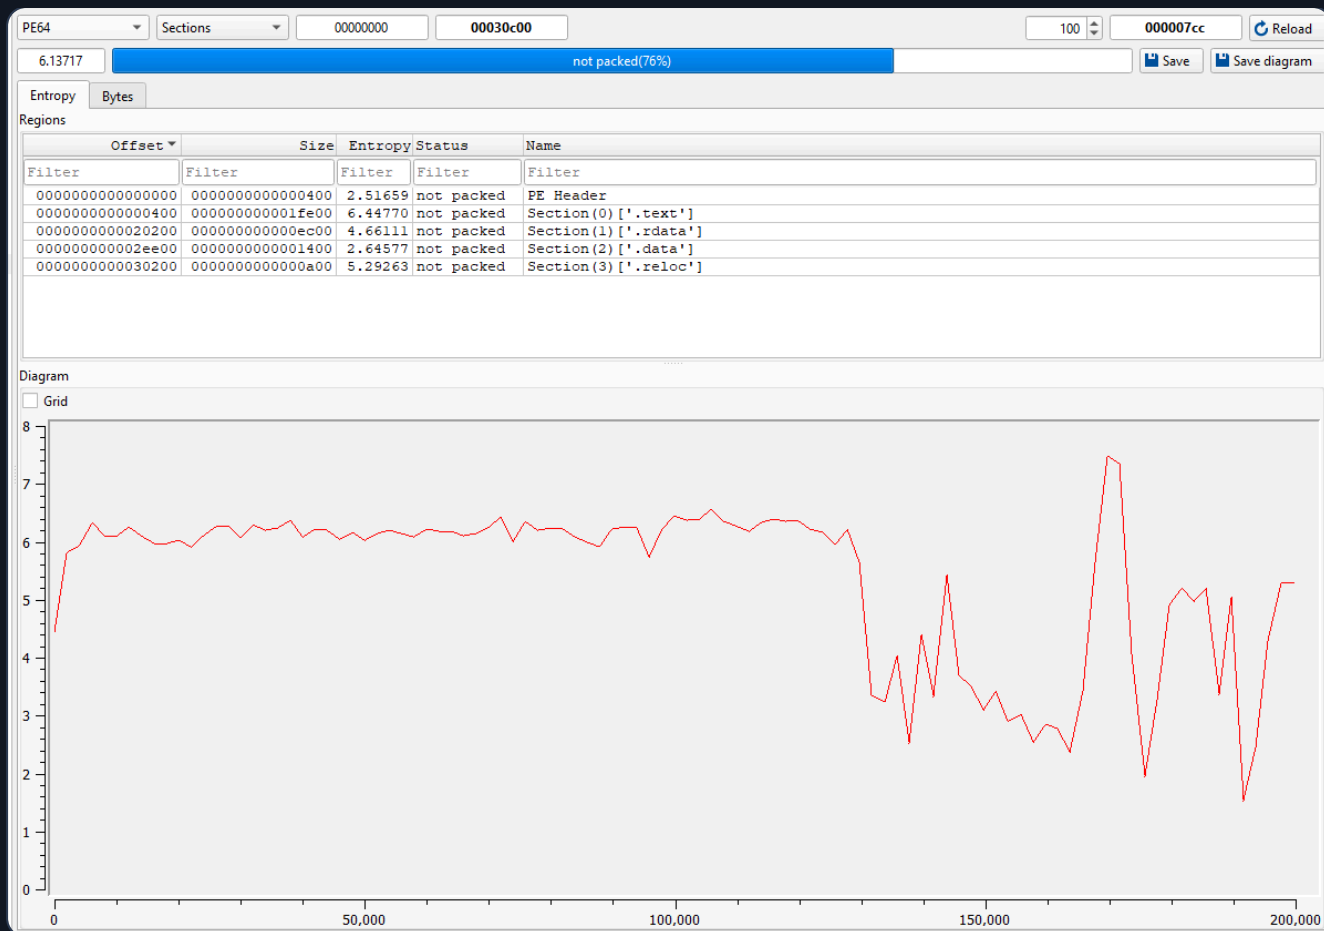 PE64 Sections 00000000 00030c00 100 000007cc Reload
6.13717 not packed(76%) Save Save diagram
Entropy Bytes
Regions
Offset Size Entropy Status Name
Filter Filter Filter Filter Filter
0000000000000000 0000000000000400 2.51659 not packed PE Header
0000000000000400 000000000001fe00 6.44770 not packed Section(0)['.text']
0000000000020200 000000000000ec00 4.66111 not packed Section(1)['.rdata']
000000000002ee00 0000000000001400 2.64577 not packed Section(2)['.data']
0000000000030200 0000000000000a00 5.29263 not packed Section(3)['.reloc']
Diagram
Grid
8
7
6
5
4
3
2
1
0
0 50,000 100,000 150,000 200,000